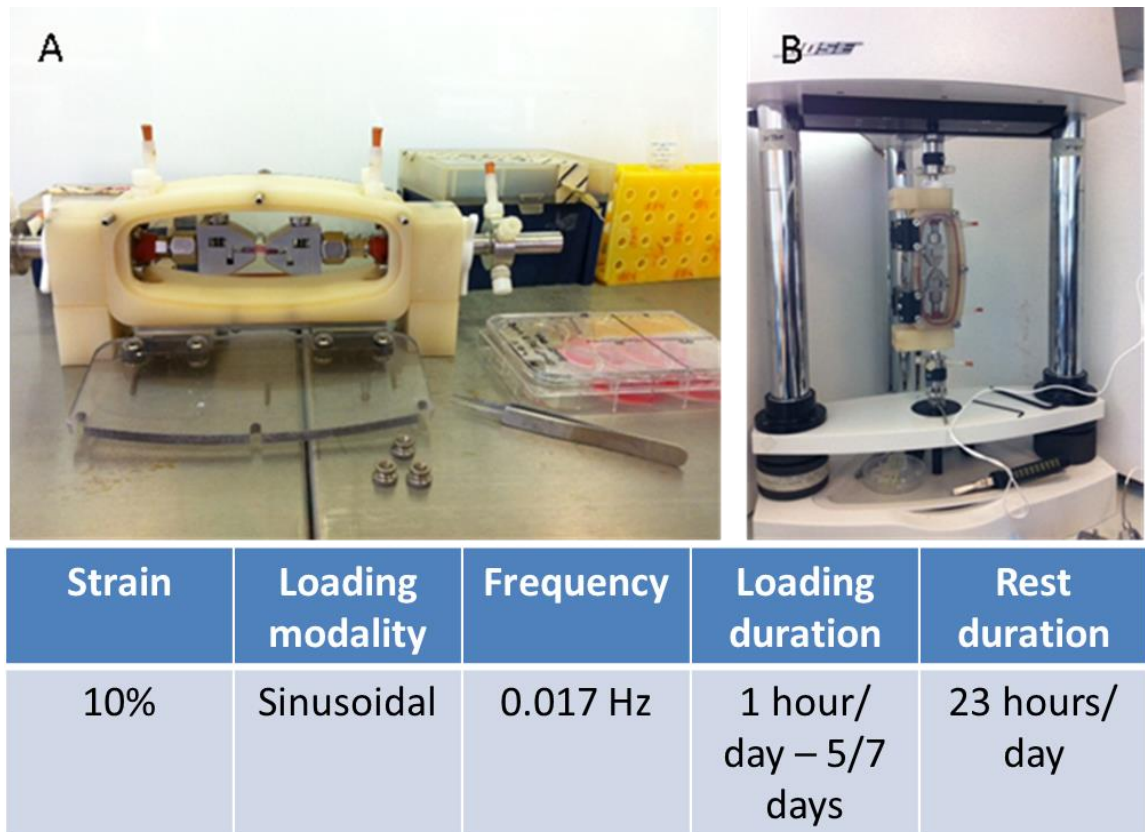 A
B
BOSE
Strain
Loading modality
Frequency
Loading duration
Rest duration
10%
Sinusoidal
0.017 Hz
1 hour/ day – 5/7 days
23 hours/ day